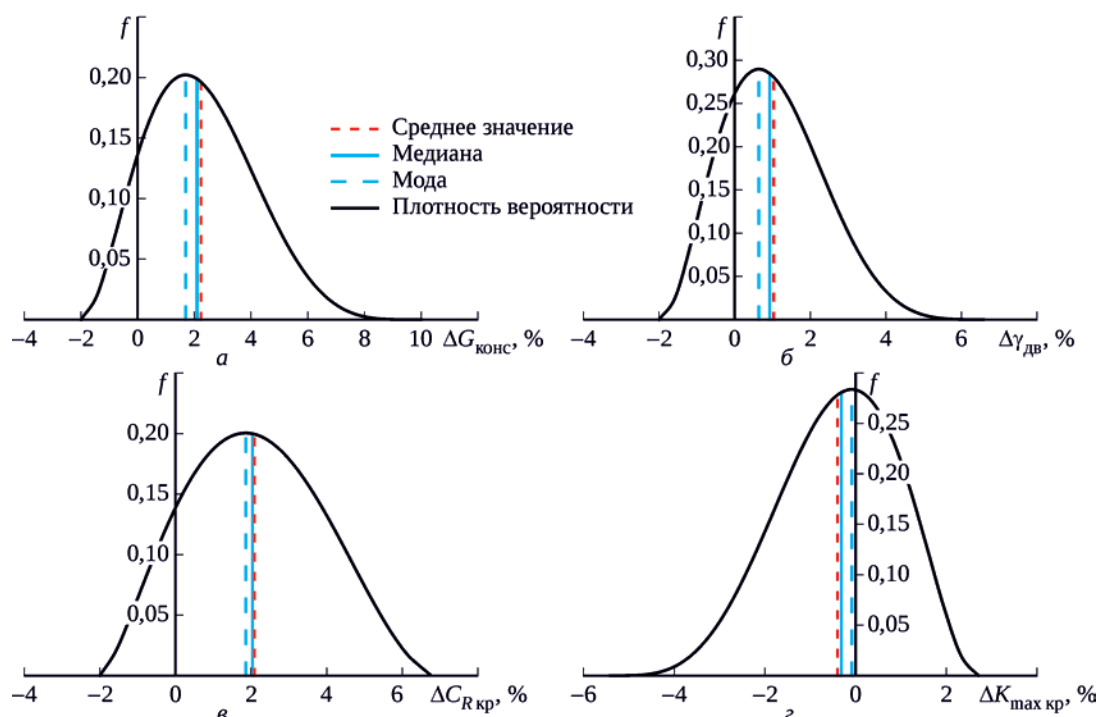 f
0,20
0,15
0,10
0,05
−4 −2 0 2 4 6 8 10 ΔGконс, %
а
f
0,30
0,25
0,20
0,15
0,10
0,05
−4 −2 0 2 4 6 Δγдв, %
б
Среднее значение
Медиана
Мода
Плотность вероятности
f
0,20
0,15
0,10
0,05
−4 −2 0 2 4 6 ΔCR кр, %
в
f
0,25
0,20
0,15
0,10
0,05
−6 −4 −2 0 2 ΔKmax кр, %
г